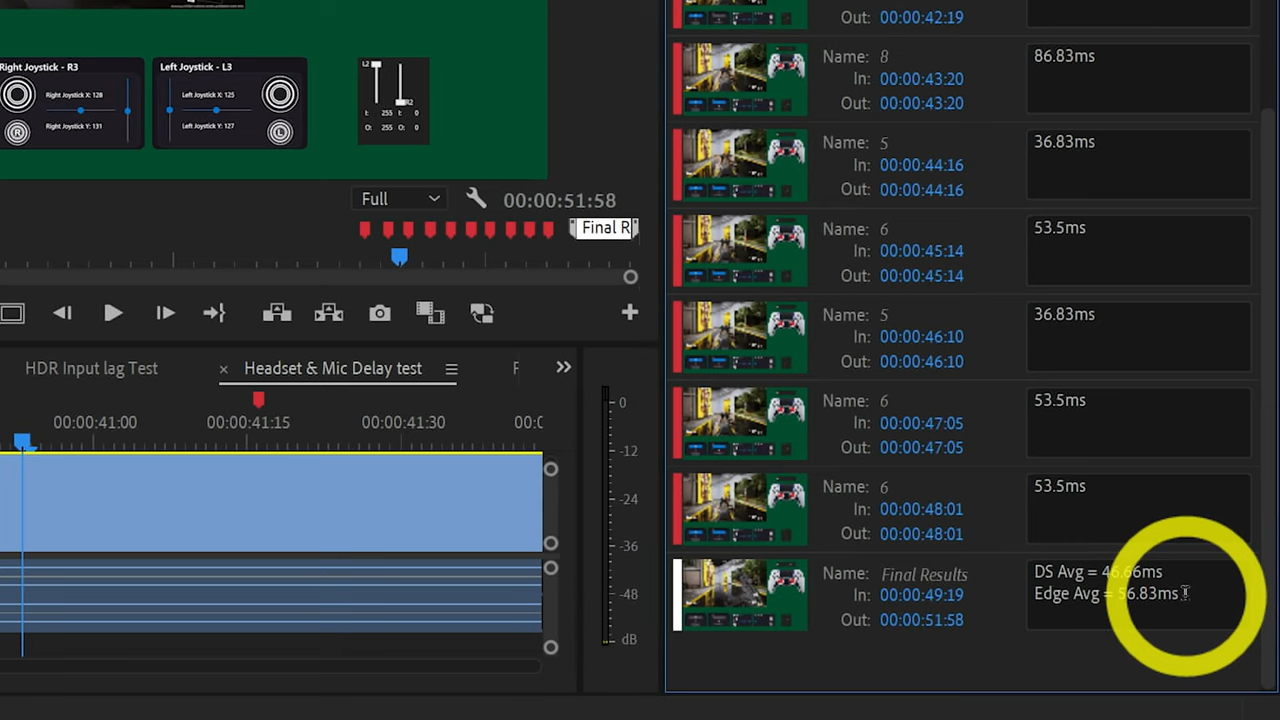 Right Joystick - R3
Right Joystick X: 128
Right Joystick Y: 131
Left Joystick - L3
Left Joystick X: 125
Left Joystick Y: 127
R
L
L2
R2
I: 255 I: 0
O: 255 O: 0
Full
00:00:51:58
Final R
HDR Input lag Test
× Headset & Mic Delay test
F
00:00:41:00
00:00:41:15
00:00:41:30
00:0
0
-12
-24
-36
-48
dB
Out: 00:00:42:19
Name: 8
In: 00:00:43:20
Out: 00:00:43:20
86.83ms
Name: 5
In: 00:00:44:16
Out: 00:00:44:16
36.83ms
Name: 6
In: 00:00:45:14
Out: 00:00:45:14
53.5ms
Name: 5
In: 00:00:46:10
Out: 00:00:46:10
36.83ms
Name: 6
In: 00:00:47:05
Out: 00:00:47:05
53.5ms
Name: 6
In: 00:00:48:01
Out: 00:00:48:01
53.5ms
Name: Final Results
In: 00:00:49:19
Out: 00:00:51:58
DS Avg = 46.66ms
Edge Avg = 56.83ms